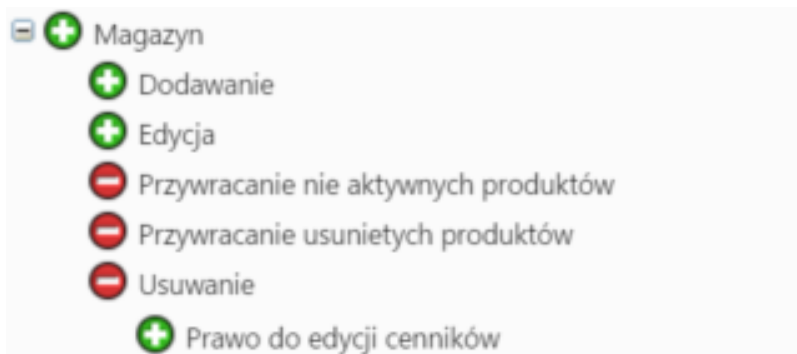 Magazyn
Dodawanie
Edycja
Przywracanie nie aktywnych produktów
Przywracanie usunietych produktów
Usuwanie
Prawo do edycji cenników